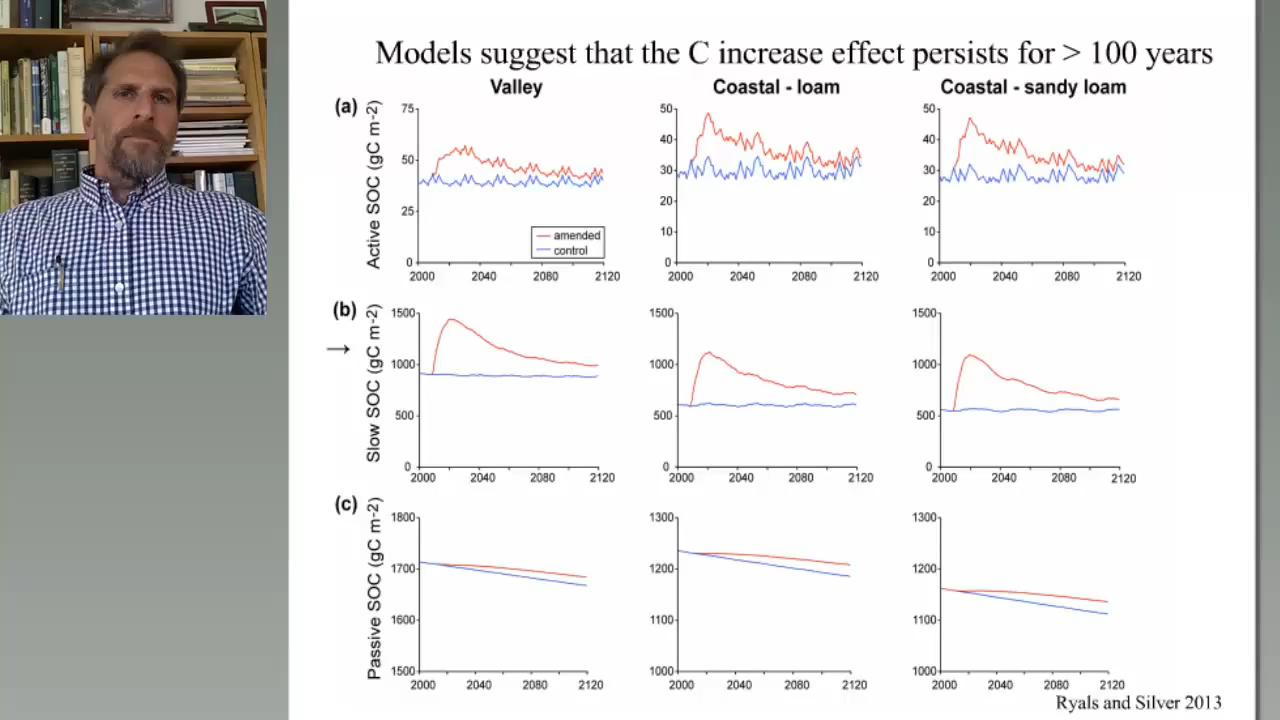 Models suggest that the C increase effect persists for > 100 years
Valley
Coastal - loam
Coastal - sandy loam
(a)
Active SOC (gC m-2)
75
50
25
0
2000 2040 2080 2120
amended
control
50
40
30
20
10
0
2000 2040 2080 2120
50
40
30
20
10
0
2000 2040 2080 2120
(b)
→
Slow SOC (gC m-2)
1500
1000
500
0
2000 2040 2080 2120
1500
1000
500
0
2000 2040 2080 2120
1500
1000
500
0
2000 2040 2080 2120
(c)
Passive SOC (gC m-2)
1800
1700
1600
1500
2000 2040 2080 2120
1300
1200
1100
1000
2000 2040 2080 2120
1300
1200
1100
1000
2000 2040 2080 2120
Ryals and Silver 2013